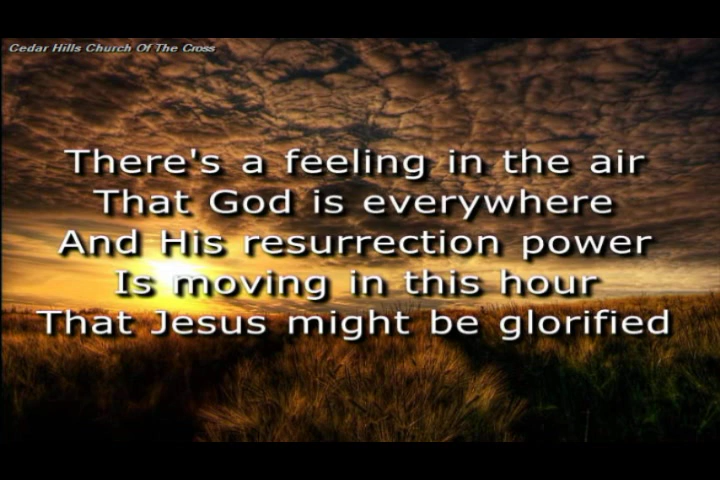 Cedar Hills Church Of The Cross
There's a feeling in the air
That God is everywhere
And His resurrection power
Is moving in this hour
That Jesus might be glorified